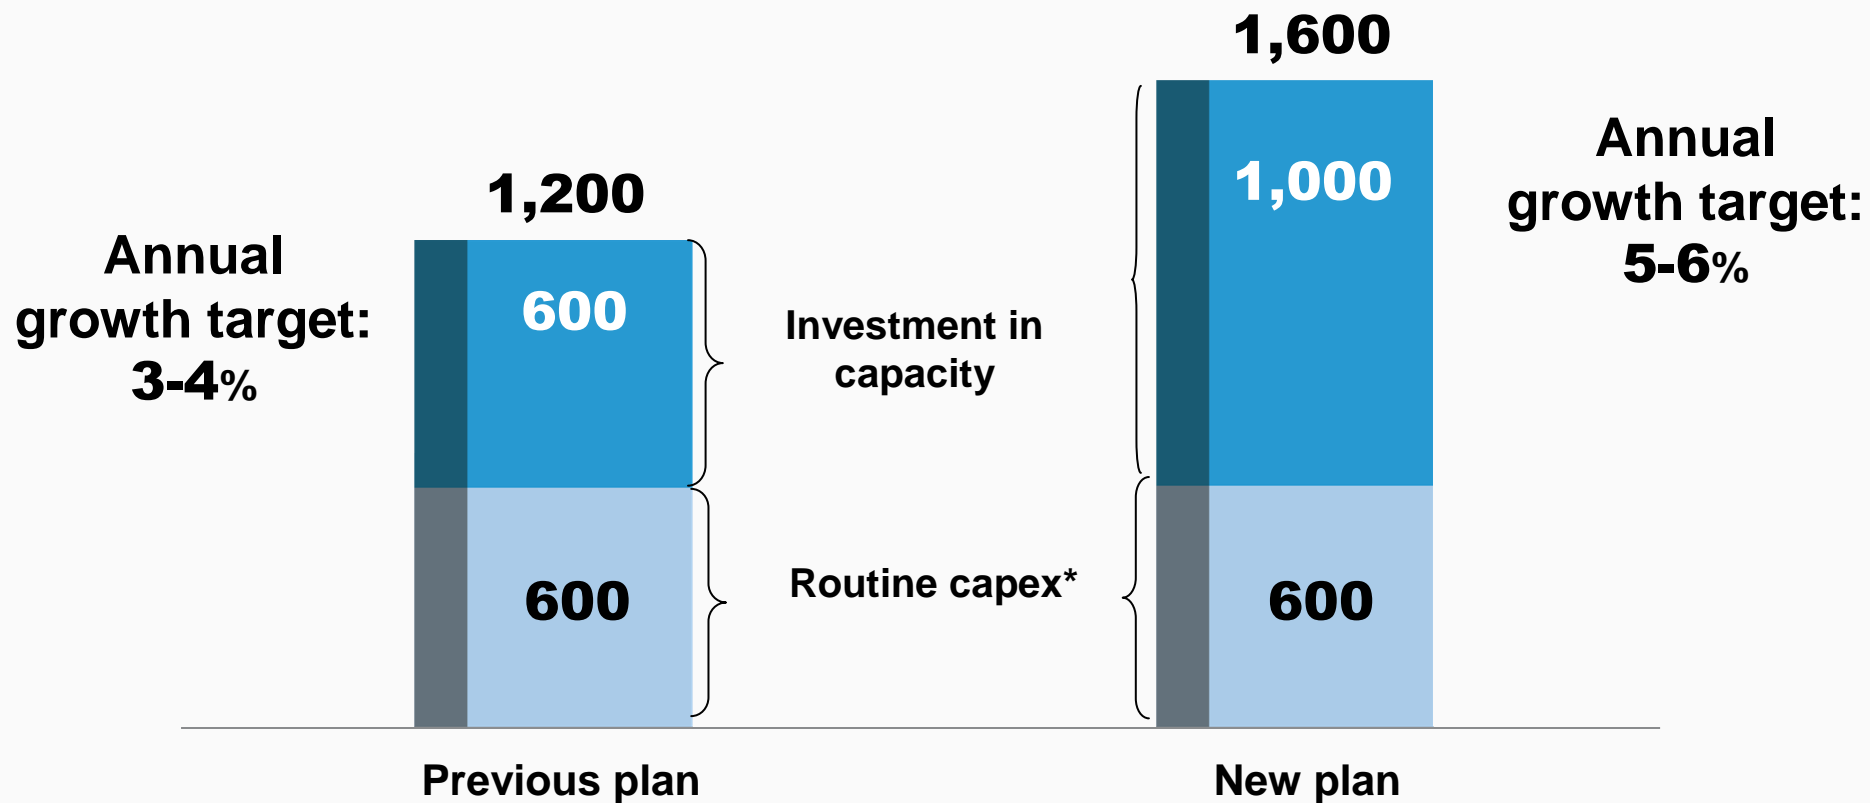 1,600
1,200
1,000
600
Annual
growth target:
3-4%
Annual
growth target:
5-6%
Investment in
capacity
Routine capex*
600
600
Previous plan
New plan